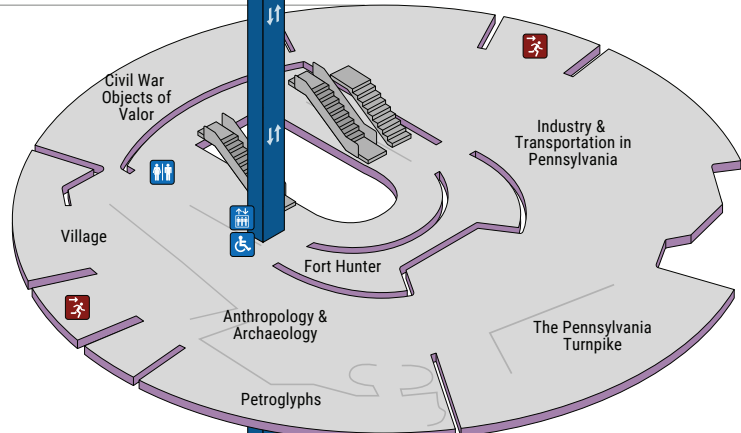 Civil War
Objects of
Valor
Industry &
Transportation in
Pennsylvania
Village
Fort Hunter
Anthropology &
Archaeology
The Pennsylvania
Turnpike
Petroglyphs